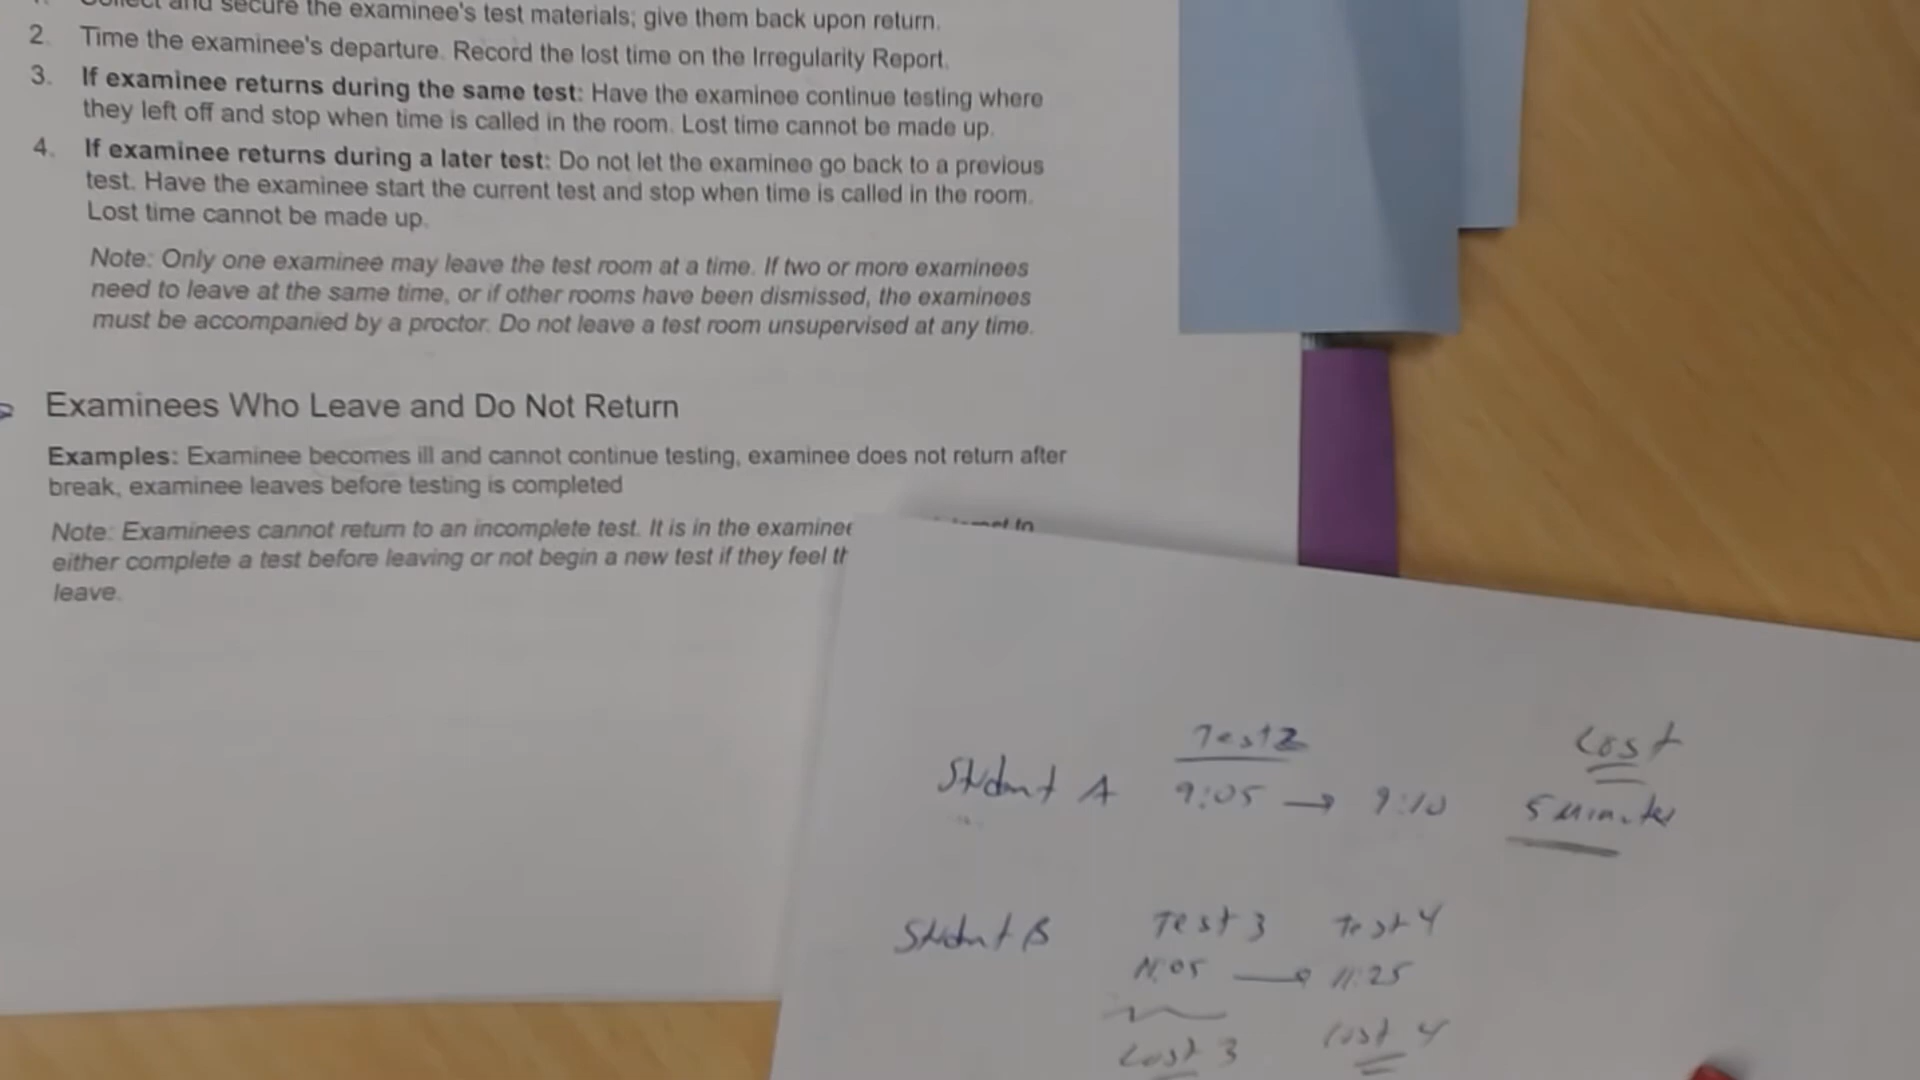 1. Collect and secure the examinee's test materials; give them back upon return.
2. Time the examinee's departure. Record the lost time on the Irregularity Report.
3. If examinee returns during the same test: Have the examinee continue testing where
they left off and stop when time is called in the room. Lost time cannot be made up.
4. If examinee returns during a later test: Do not let the examinee go back to a previous
test. Have the examinee start the current test and stop when time is called in the room.
Lost time cannot be made up.
Note: Only one examinee may leave the test room at a time. If two or more examinees
need to leave at the same time, or if other rooms have been dismissed, the examinees
must be accompanied by a proctor. Do not leave a test room unsupervised at any time.
Examinees Who Leave and Do Not Return
Examples: Examinee becomes ill and cannot continue testing, examinee does not return after
break, examinee leaves before testing is completed
Note: Examinees cannot return to an incomplete test. It is in the examinee
either complete a test before leaving or not begin a new test if they feel
leave.
Test 2 Lost
Student A 9:05 → 9:10 5 minutes
Student B Test 3 Test 4
11:05 → 11:25
Lost 3 Lost 4